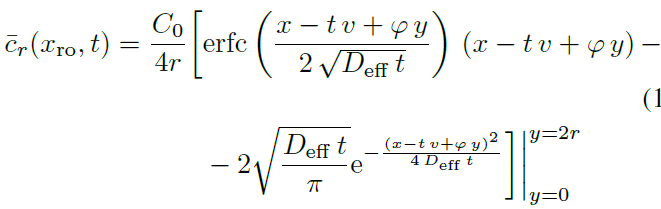 c̄_r(x_ro, t) = C_0/4r [ erfc ( (x − t v + φ y) / (2 √(D_eff t)) ) (x − t v + φ y) −
(1
− 2 √(D_eff t / π) e^{−(x−t v+φ y)^2 / (4 D_eff t)} ] |_{y=0}^{y=2r}